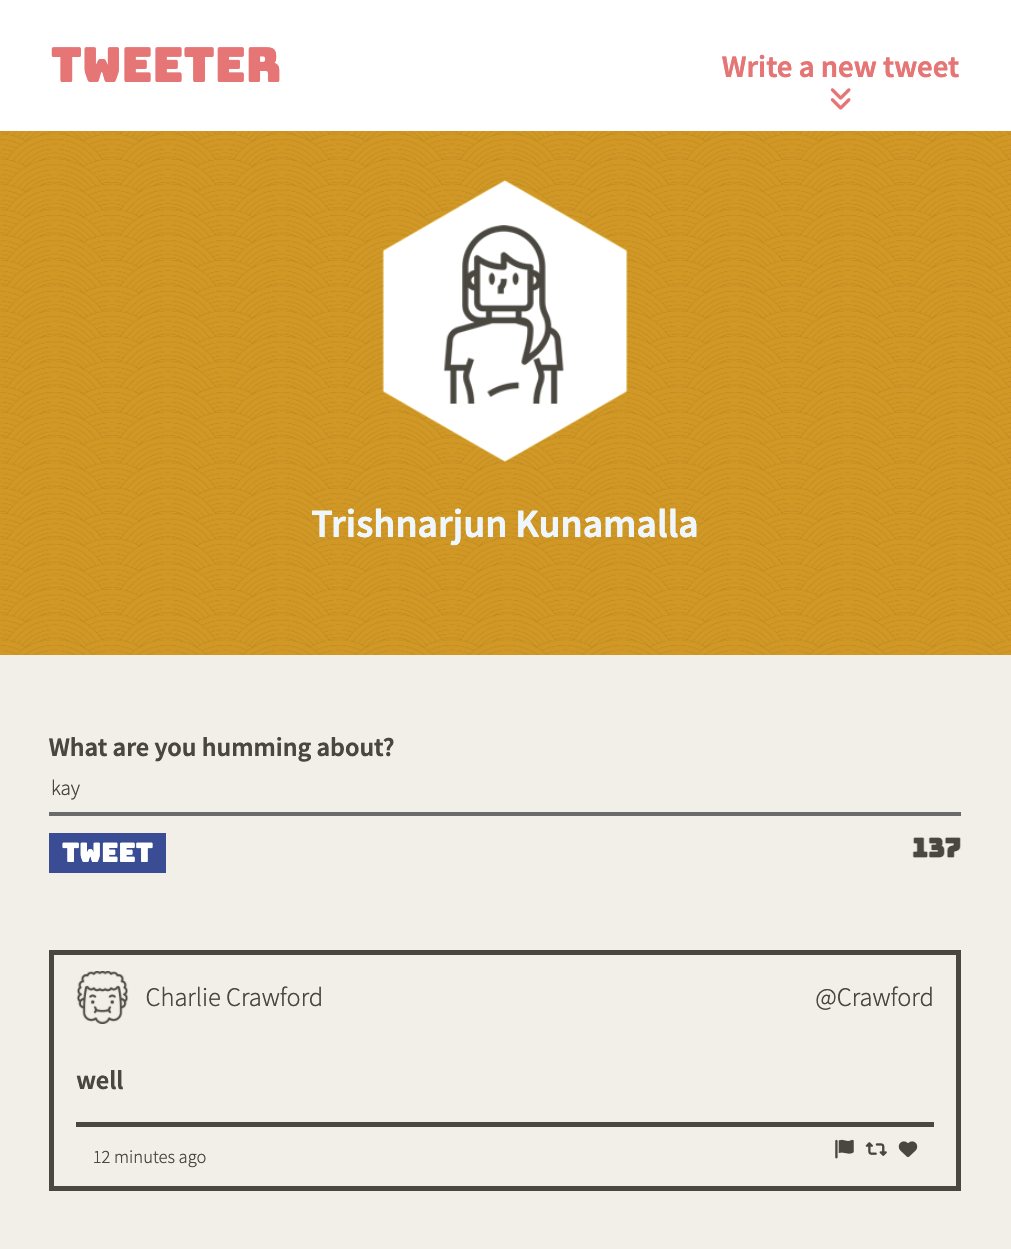 TWEETER
Write a new tweet
Trishnarjun Kunamalla
What are you humming about?
kay
TWEET
137
Charlie Crawford
@Crawford
well
12 minutes ago